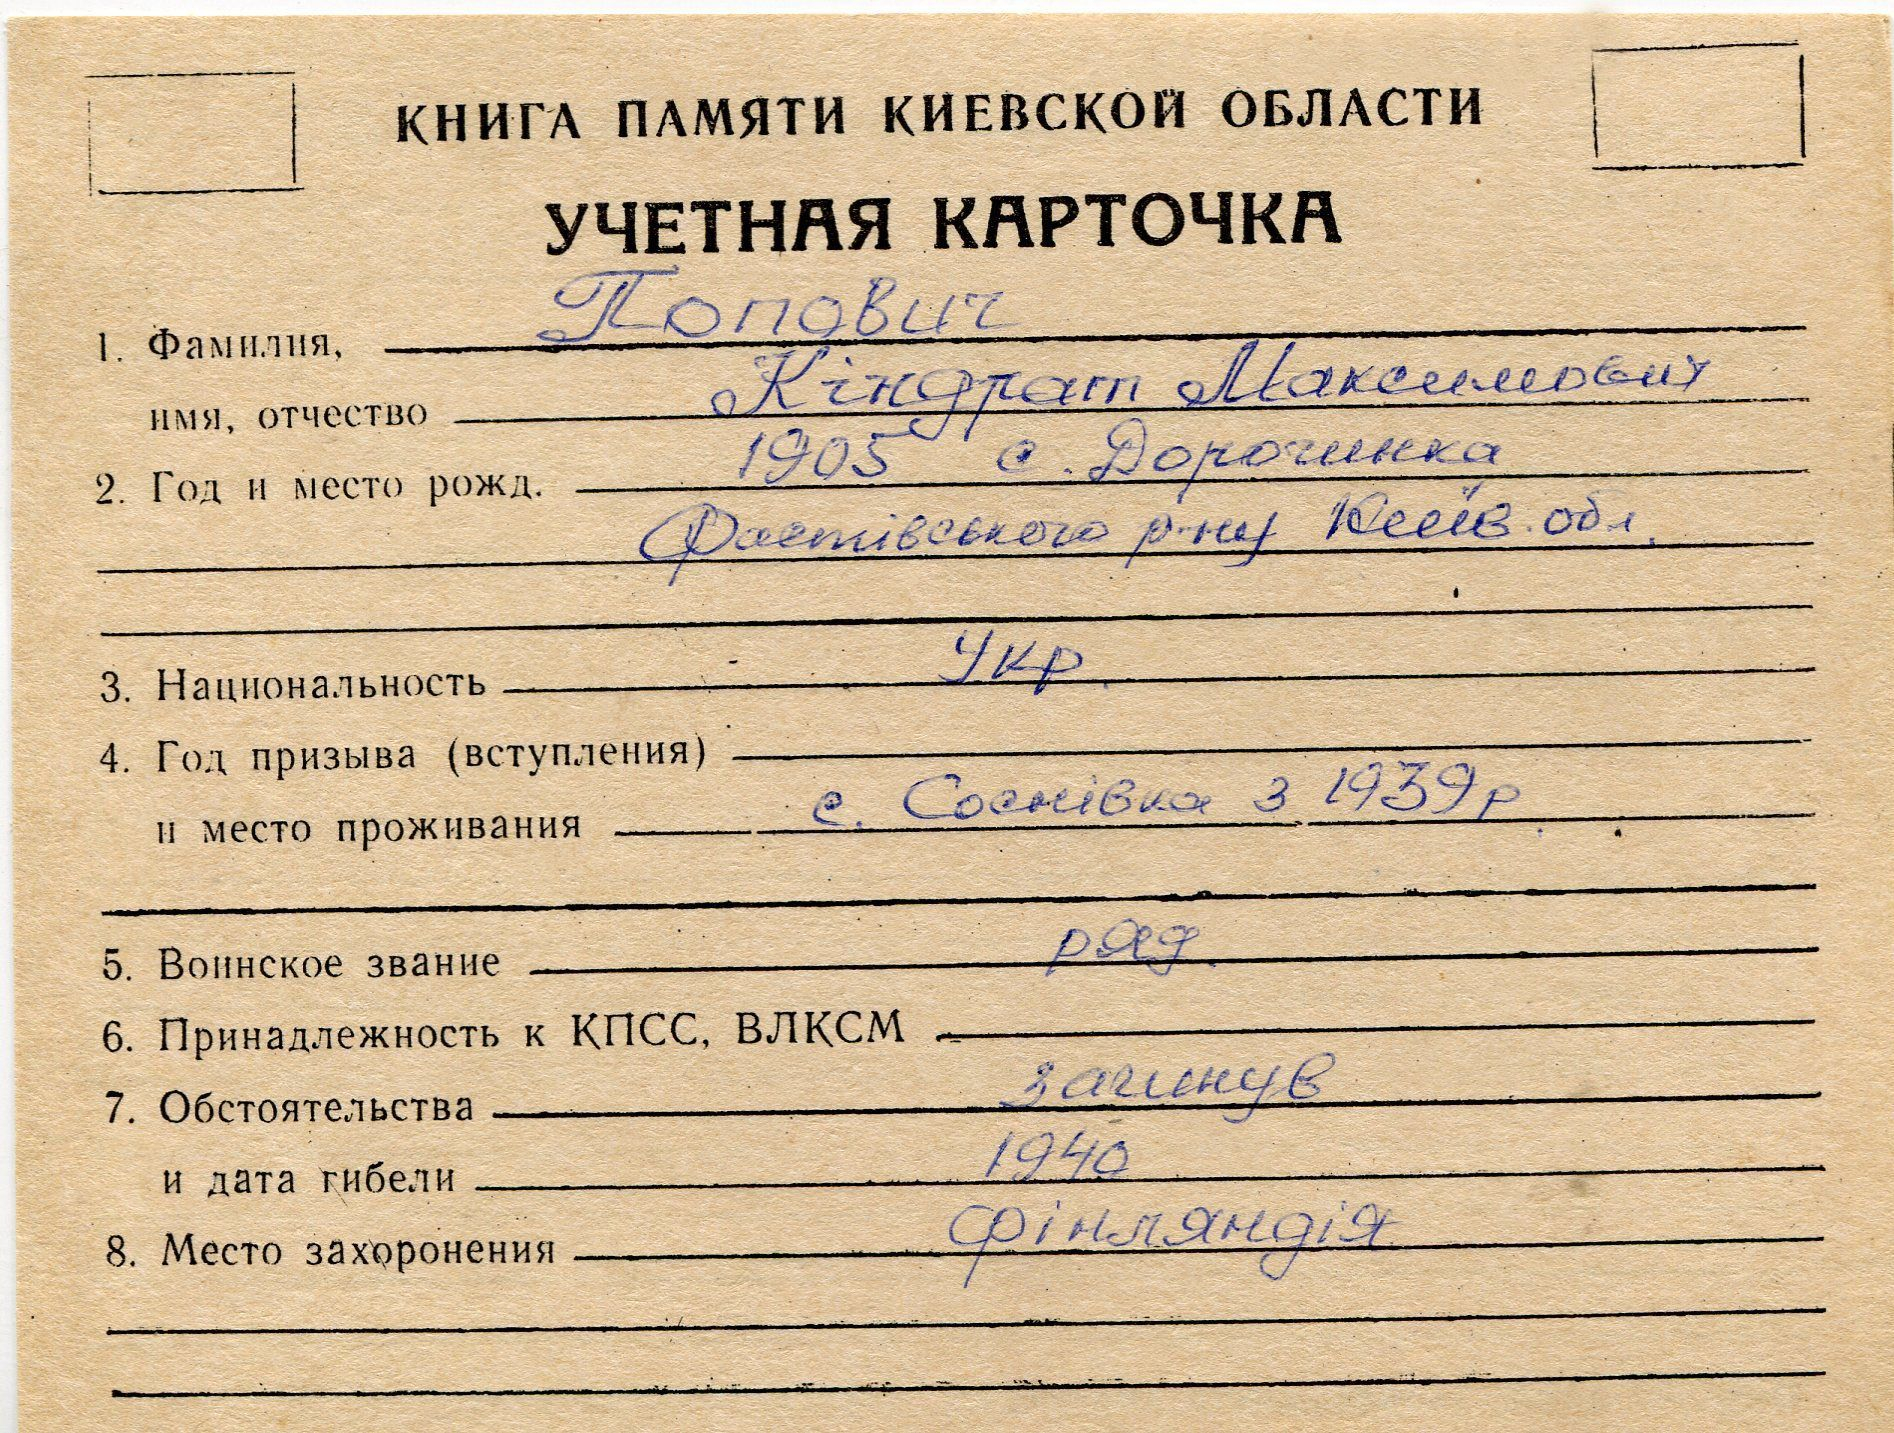 КНИГА ПАМЯТИ КИЕВСКОЙ ОБЛАСТИ
УЧЕТНАЯ КАРТОЧКА
1. Фамилия, Попович
имя, отчество Кіндрат Максимович
2. Год и место рожд. 1905 с. Дорогинка
Фастівського р-ну Київ. обл.
3. Национальность Укр.
4. Год призыва (вступления)
и место проживания с. Соснівка з 1939 р.
5. Воинское звание ряд.
6. Принадлежность к КПСС, ВЛКСМ
7. Обстоятельства загинув
и дата гибели 1940
8. Место захоронения Фінляндія